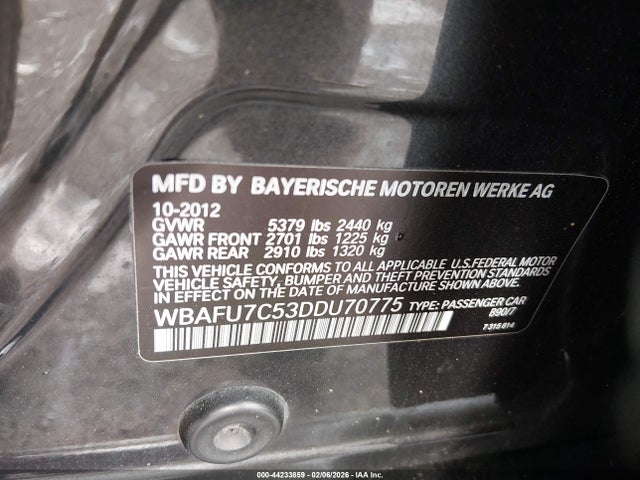 MFD BY BAYERISCHE MOTOREN WERKE AG
10-2012
GVWR 5379 lbs 2440 kg
GAWR FRONT 2701 lbs 1225 kg
GAWR REAR 2910 lbs 1320 kg
THIS VEHICLE CONFORMS TO ALL APPLICABLE U.S. FEDERAL MOTOR
VEHICLE SAFETY, BUMPER, AND THEFT PREVENTION STANDARDS
IN EFFECT ON THE DATE OF MANUFACTURE SHOWN ABOVE.
WBAFU7C53DDU70775 TYPE: PASSENGER CAR
B90/7
7315814
000-44233859 - 02/06/2026 - IAA Inc.